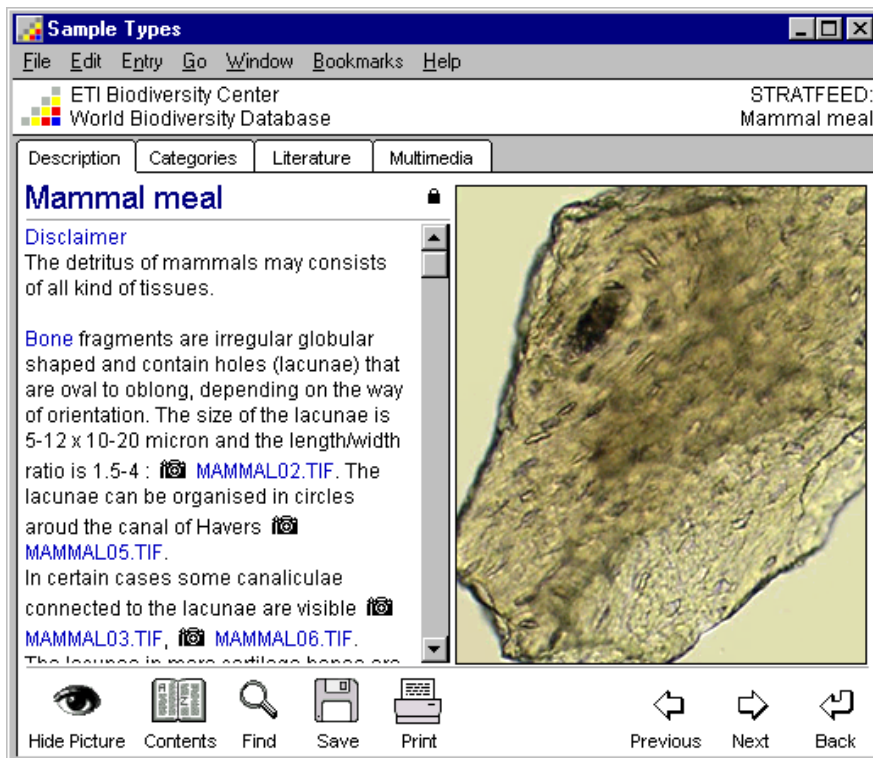 Sample Types
File Edit Entry Go Window Bookmarks Help
ETI Biodiversity Center
World Biodiversity Database
STRATFEED:
Mammal meal
Description Categories Literature Multimedia
Mammal meal
Disclaimer
The detritus of mammals may consists
of all kind of tissues.
Bone fragments are irregular globular
shaped and contain holes (lacunae) that
are oval to oblong, depending on the way
of orientation. The size of the lacunae is
5-12 x 10-20 micron and the length/width
ratio is 1.5-4 : MAMMAL02.TIF. The
lacunae can be organised in circles
aroud the canal of Havers
MAMMAL05.TIF.
In certain cases some canaliculae
connected to the lacunae are visible
MAMMAL03.TIF, MAMMAL06.TIF.
Hide Picture Contents Find Save Print Previous Next Back